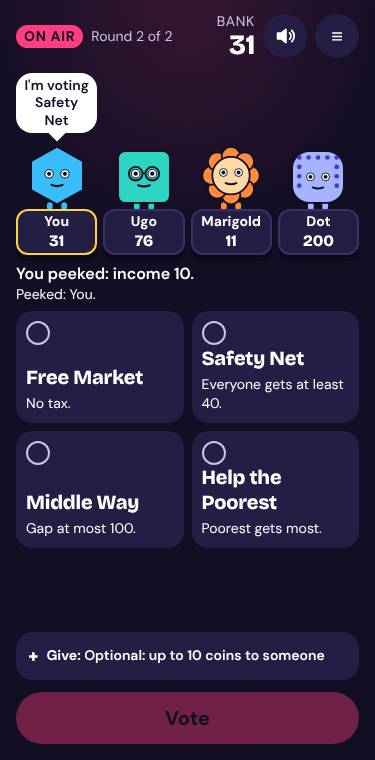 ON AIR Round 2 of 2
BANK
31
I'm voting
Safety
Net
You
31
Ugo
76
Marigold
11
Dot
200
You peeked: income 10.
Peeked: You.
Free Market
No tax.
Safety Net
Everyone gets at least
40.
Middle Way
Gap at most 100.
Help the
Poorest
Poorest gets most.
+ Give: Optional: up to 10 coins to someone
Vote